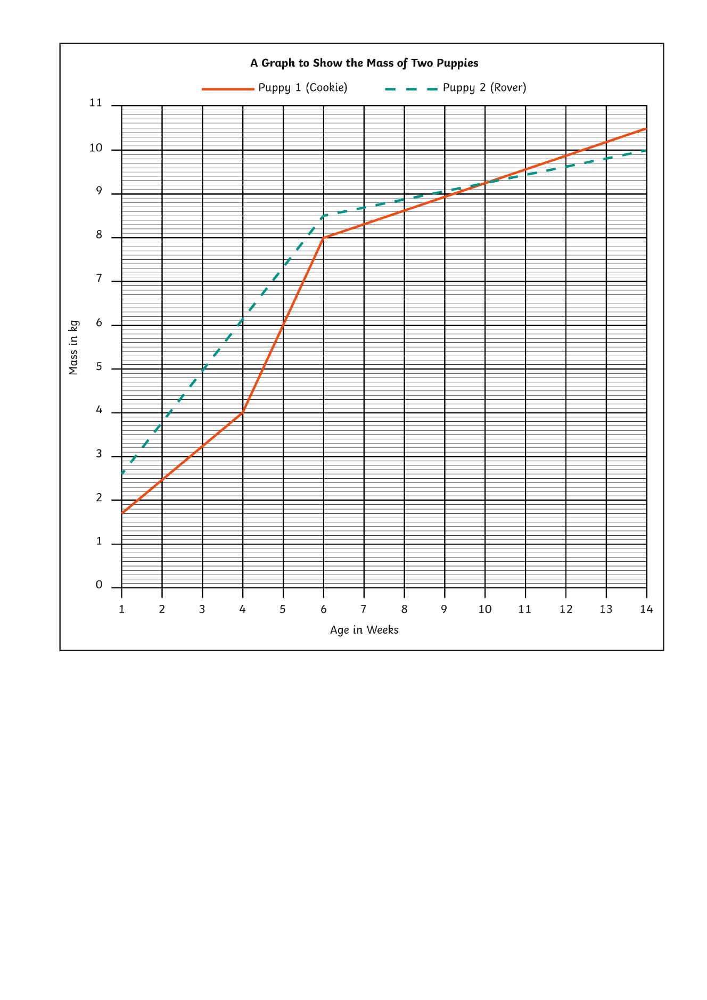 A Graph to Show the Mass of Two Puppies
Puppy 1 (Cookie) Puppy 2 (Rover)
11
10
9
8
7
6
5
4
3
2
1
0
Mass in kg
1 2 3 4 5 6 7 8 9 10 11 12 13 14
Age in Weeks